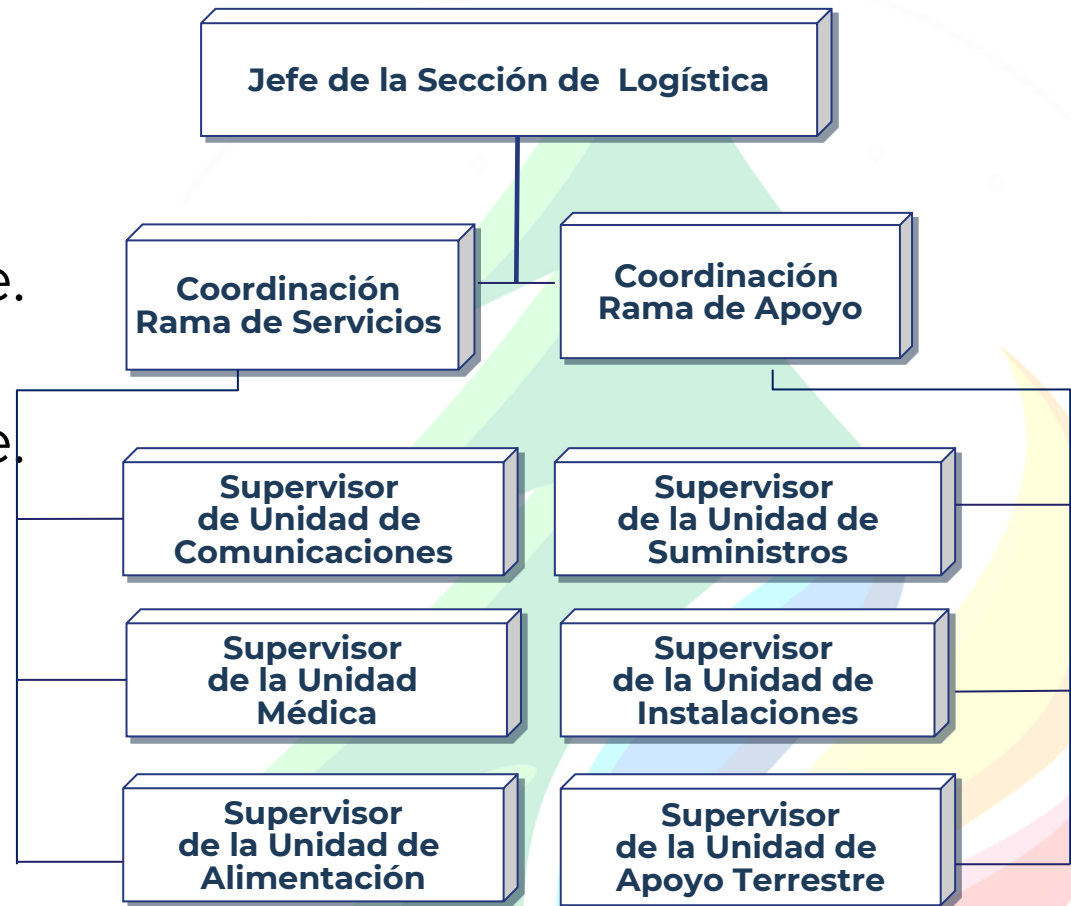 Jefe de la Sección de Logística
e.
Coordinación
Rama de Servicios
Coordinación
Rama de Apoyo
e.
Supervisor
de Unidad de
Comunicaciones
Supervisor
de la Unidad de
Suministros
Supervisor
de la Unidad
Médica
Supervisor
de la Unidad de
Instalaciones
Supervisor
de la Unidad de
Alimentación
Supervisor
de la Unidad de
Apoyo Terrestre